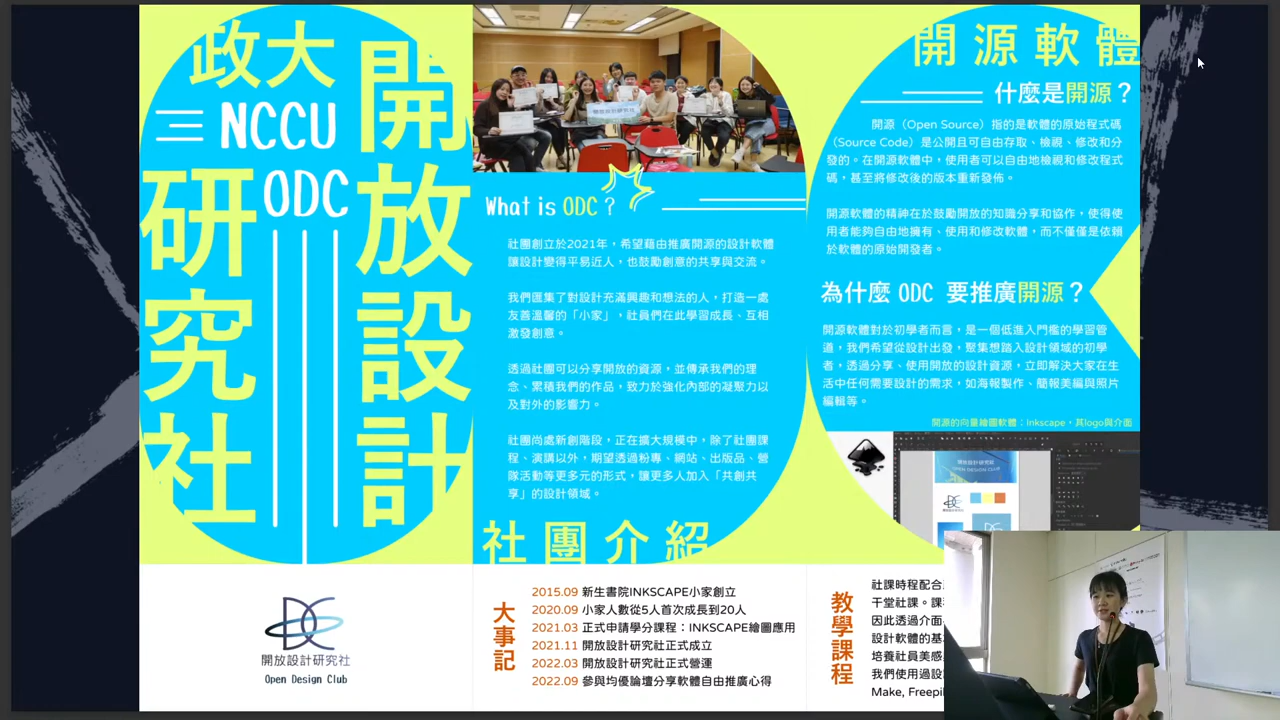 政大
開放設計
NCCU
ODC
研究社
開放設計研究社
Open Design Club
What is ODC？
社團創立於2021年，希望藉由推廣開源的設計軟體
讓設計變得平易近人，也鼓勵創意的共享與交流。
我們匯集了對設計充滿興趣和想法的人，打造一處
友善溫馨的「小家」，社員們在此學習成長、互相
激發創意。
透過社團可以分享開放的資源，並傳承我們的理
念、累積我們的作品，致力於強化內部的凝聚力以
及對外的影響力。
社團尚處新創階段，正在擴大規模中，除了社團課
程、演講以外，期望透過粉專、網站、出版品、營
隊活動等更多元的形式，讓更多人加入「共創共
享」的設計領域。
社團介紹
大事記
2015.09 新生書院INKSCAPE小家創立
2020.09 小家人數從5人首次成長到20人
2021.03 正式申請學分課程：INKSCAPE繪圖應用
2021.11 開放設計研究社正式成立
2022.03 開放設計研究社正式營運
2022.09 參與均優論壇分享軟體自由推廣心得
開源軟體
什麼是開源？
開源（Open Source）指的是軟體的原始程式碼
（Source Code）是公開且可自由存取、檢視、修改和分
發的。在開源軟體中，使用者可以自由地檢視和修改程式
碼，甚至將修改後的版本重新發佈。
開源軟體的精神在於鼓勵開放的知識分享和協作，使得使
用者能夠自由地擁有、使用和修改軟體，而不僅僅是依賴
於軟體的原始開發者。
為什麼 ODC 要推廣開源？
開源軟體對於初學者而言，是一個低進入門檻的學習管
道，我們希望從設計出發，聚集想踏入設計領域的初學
者，透過分享、使用開放的設計資源，立即解決大家在生
活中任何需要設計的需求，如海報製作、簡報美編與照片
編輯等。
開源的向量繪圖軟體：Inkscape，其logo與介面
開放設計研究社
OPEN DESIGN CLUB
教學課程
社課時程配合
干堂社課。課
因此透過介面
設計軟體的基
培養社員美感
我們使用過設
Make, Freepi